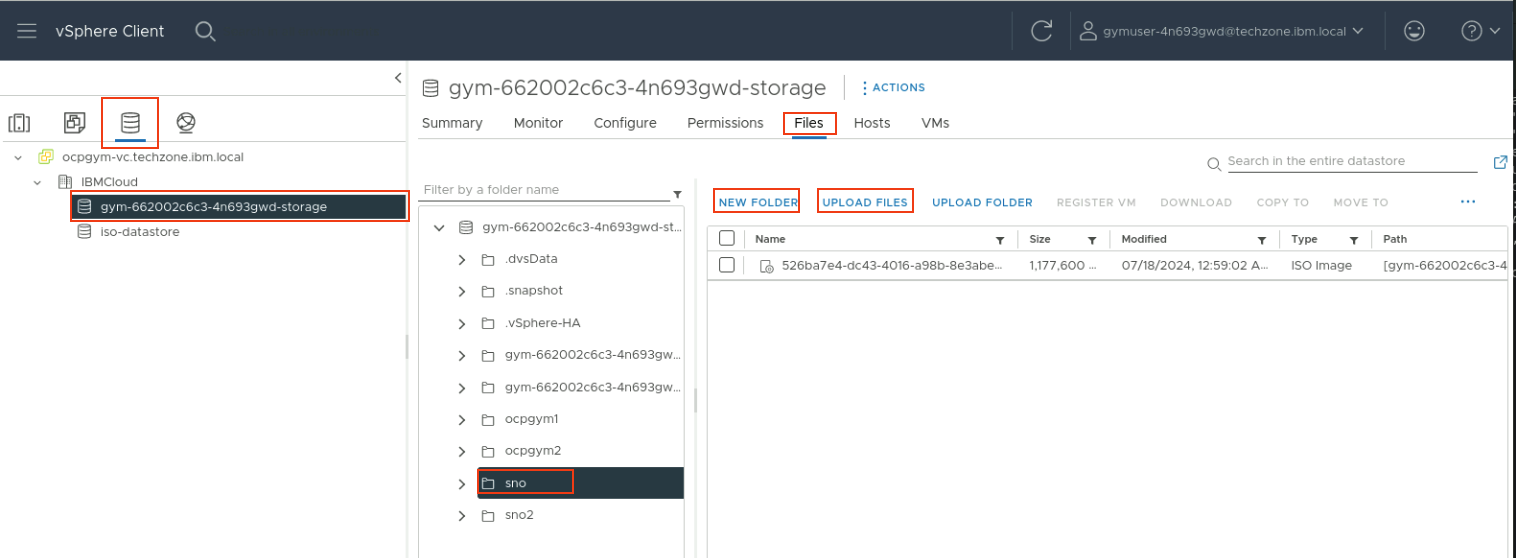 vSphere Client
gymuser-4n693gwd@techzone.ibm.local
gym-662002c6c3-4n693gwd-storage
ACTIONS
Summary Monitor Configure Permissions Files Hosts VMs
ocpgym-vc.techzone.ibm.local
IBMCloud
gym-662002c6c3-4n693gwd-storage
iso-datastore
Search in the entire datastore
Filter by a folder name
gym-662002c6c3-4n693gwd-st...
.dvsData
.snapshot
.vSphere-HA
gym-662002c6c3-4n693gw...
gym-662002c6c3-4n693gw...
ocpgym1
ocpgym2
sno
sno2
NEW FOLDER UPLOAD FILES UPLOAD FOLDER REGISTER VM DOWNLOAD COPY TO MOVE TO ...
Name Size Modified Type Path
526ba7e4-dc43-4016-a98b-8e3abe... 1,177,600 ... 07/18/2024, 12:59:02 A... ISO Image [gym-662002c6c3-4